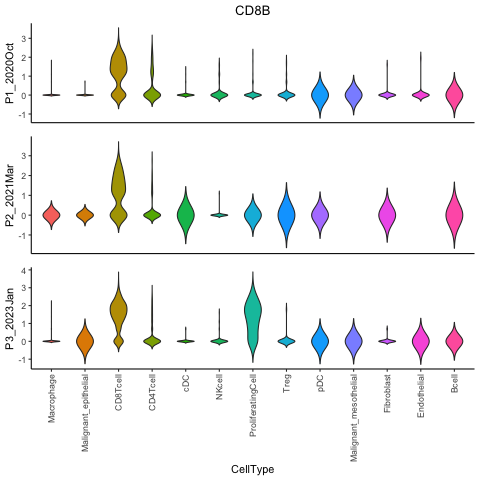 CD8B
P1_2020Oct
3
2
1
0
-1
P2_2021Mar
3
2
1
0
-1
P3_2023Jan
4
3
2
1
0
-1
Macrophage
Malignant_epithelial
CD8Tcell
CD4Tcell
cDC
NKcell
ProliferatingCell
Treg
pDC
Malignant_mesothelial
Fibroblast
Endothelial
Bcell
CellType